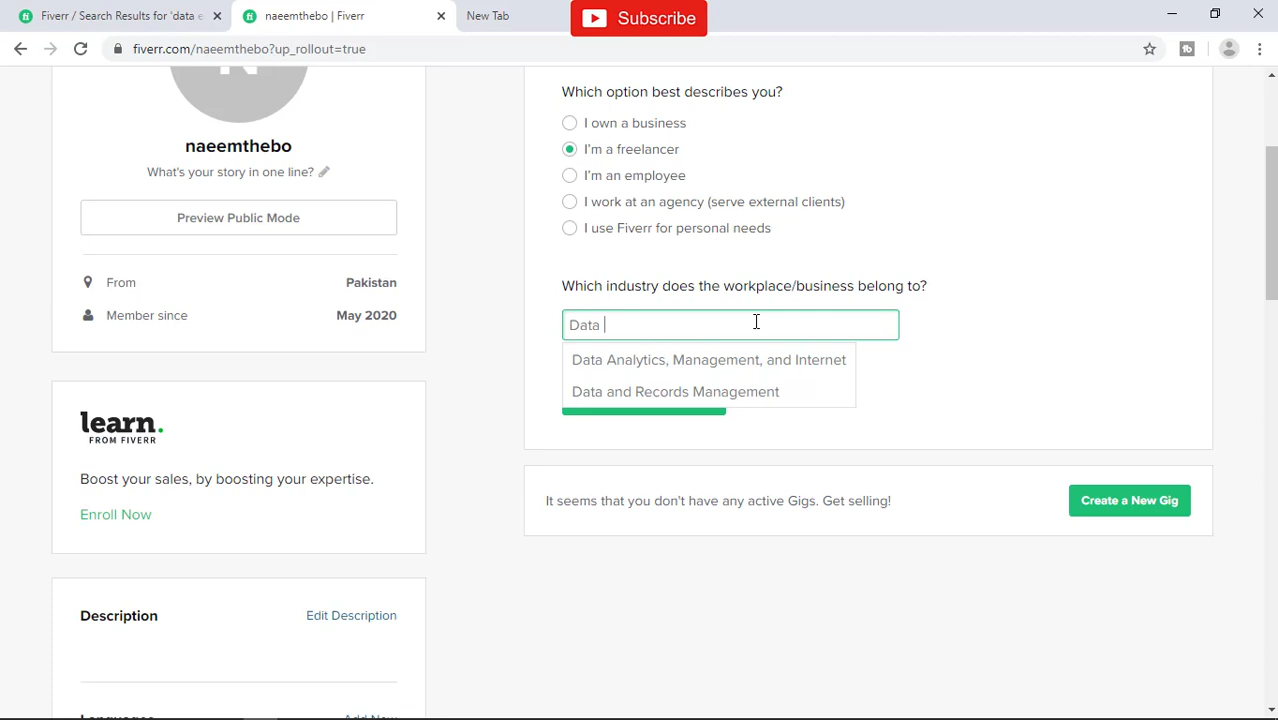 Fiverr / Search Results for 'data e
naeemthebo | Fiverr
New Tab
Subscribe
fiverr.com/naeemthebo?up_rollout=true
N
naeemthebo
What's your story in one line?
Preview Public Mode
From Pakistan
Member since May 2020
learn.
FROM FIVERR
Boost your sales, by boosting your expertise.
Enroll Now
Description Edit Description
Languages Add New
Which option best describes you?
I own a business
I'm a freelancer
I'm an employee
I work at an agency (serve external clients)
I use Fiverr for personal needs
Which industry does the workplace/business belong to?
Data
Data Analytics, Management, and Internet
Data and Records Management
It seems that you don't have any active Gigs. Get selling!
Create a New Gig